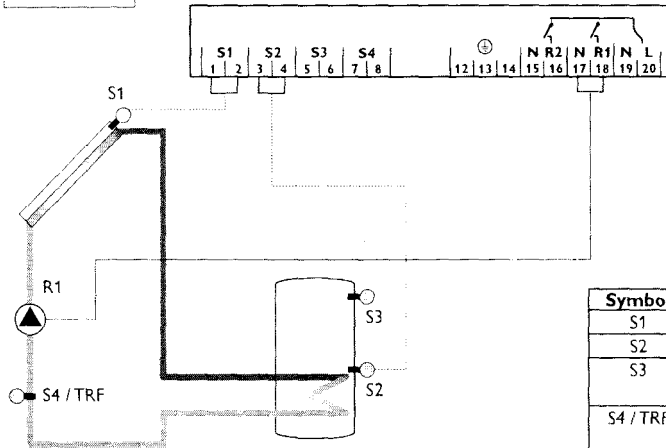 S1 S2 S3 S4 N R2 N R1 N L
1 2 3 4 5 6 7 8 12 13 14 15 16 17 18 19 20
S1
R1
S3
S2
S4 / TRF
Symbo
S1
S2
S3
S4 / TRF